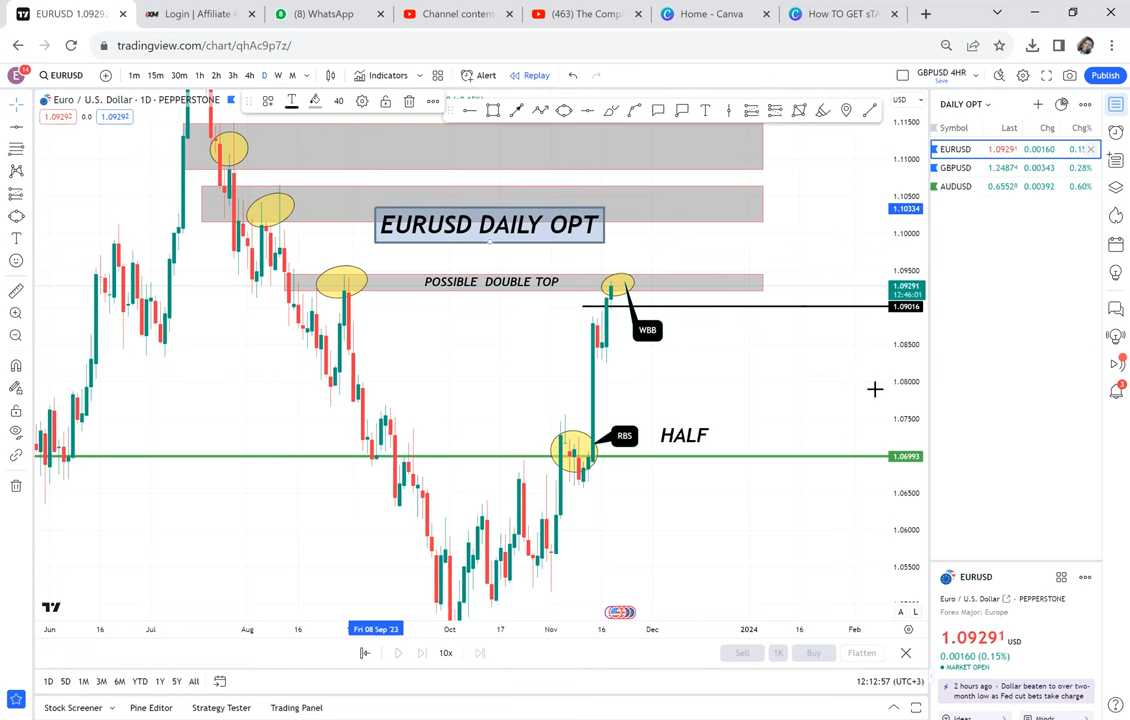 EURUSD 1.0929
Login | Affiliate
(8) WhatsApp
Channel content
(463) The Compl
Home - Canva
How TO GET sTA
tradingview.com/chart/qhAc9p7z/
E
14
EURUSD
1m 15m 30m 1h 2h 3h 4h D W M
Indicators
Alert
Replay
GBPUSD 4HR
Save
Publish
Euro / U.S. Dollar · 1D · PEPPERSTONE
40
USD
1.09292 0.0 1.09292
DAILY OPT
Symbol Last Chg Chg%
EURUSD 1.09291 0.00160 0.15
GBPUSD 1.24874 0.00343 0.28%
AUDUSD 0.65528 0.00392 0.60%
1.11500
1.11000
1.10500
1.10334
1.10000
1.09500
1.09291
12:46:01
1.09016
1.08500
1.08000
1.07500
1.06993
1.06500
1.06000
1.05500
EURUSD DAILY OPT
POSSIBLE DOUBLE TOP
WBB
RBS
HALF
A L
Jun Jul Aug 16 Fri 08 Sep '23 Oct 17 Nov 16 Dec 2024 16 Feb
10x
Sell 1K Buy Flatten
1D 5D 1M 3M 6M YTD 1Y 5Y All
12:12:57 (UTC+3)
Stock Screener Pine Editor Strategy Tester Trading Panel
EURUSD
Euro / U.S. Dollar · PEPPERSTONE
Forex Major: Europe
1.09291 USD
0.00160 (0.15%)
MARKET OPEN
2 hours ago - Dollar beaten to over two-
month low as Fed cut bets take charge
3